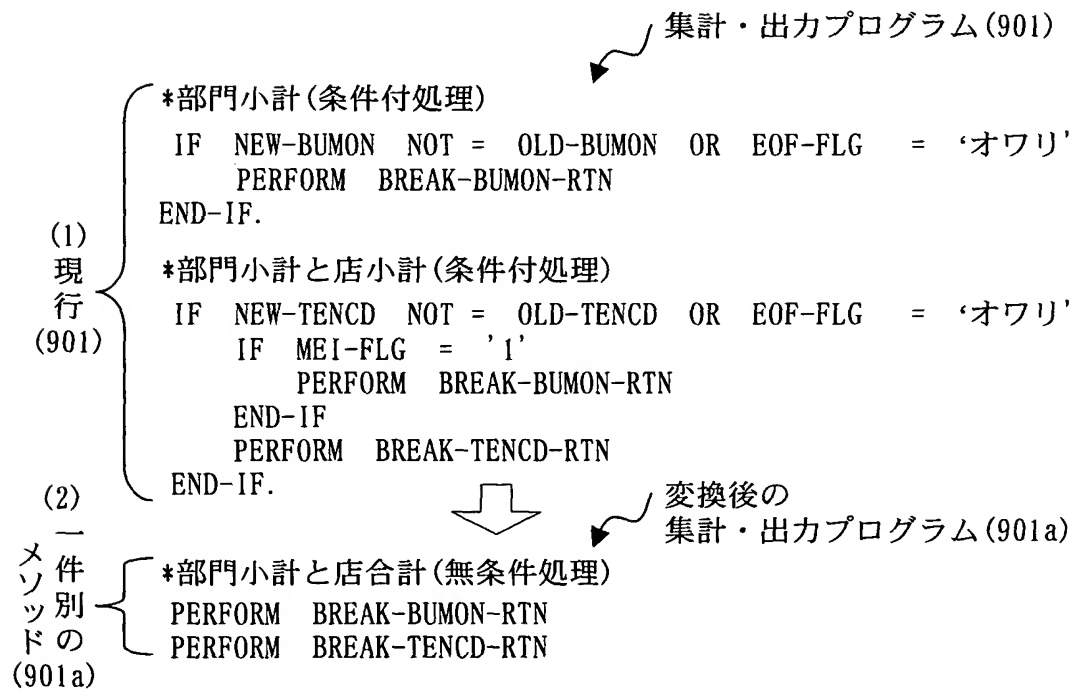 集計・出力プログラム(901)
*部門小計(条件付処理)
IF NEW-BUMON NOT = OLD-BUMON OR EOF-FLG = ‘オワリ’
PERFORM BREAK-BUMON-RTN
END-IF.
(1)
現行
(901)
*部門小計と店小計(条件付処理)
IF NEW-TENCD NOT = OLD-TENCD OR EOF-FLG = ‘オワリ’
IF MEI-FLG = '1'
PERFORM BREAK-BUMON-RTN
END-IF
PERFORM BREAK-TENCD-RTN
END-IF.
変換後の
集計・出力プログラム(901a)
(2)
一件別の
メソッド
(901a)
*部門小計と店合計(無条件処理)
PERFORM BREAK-BUMON-RTN
PERFORM BREAK-TENCD-RTN